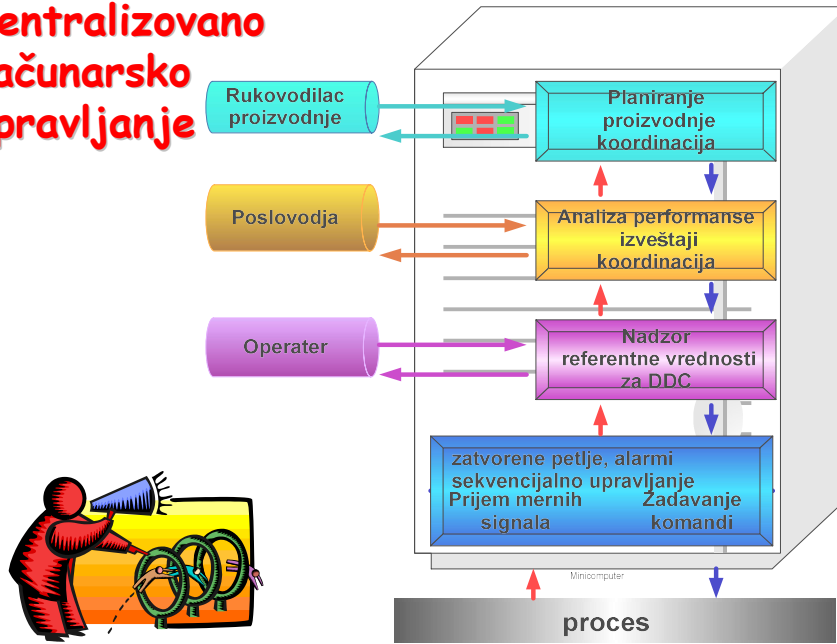 entralizovano
ačunarsko
pravljanje
Rukovodilac
proizvodnje
Planiranje
proizvodnje
koordinacija
Poslovodja
Analiza performanse
izveštaji
koordinacija
Operater
Nadzor
referentne vrednosti
za DDC
zatvorene petlje, alarmi
sekvencijalno upravljanje
Prijem mernih
signala
Zadavanje
komandi
Minicomputer
proces